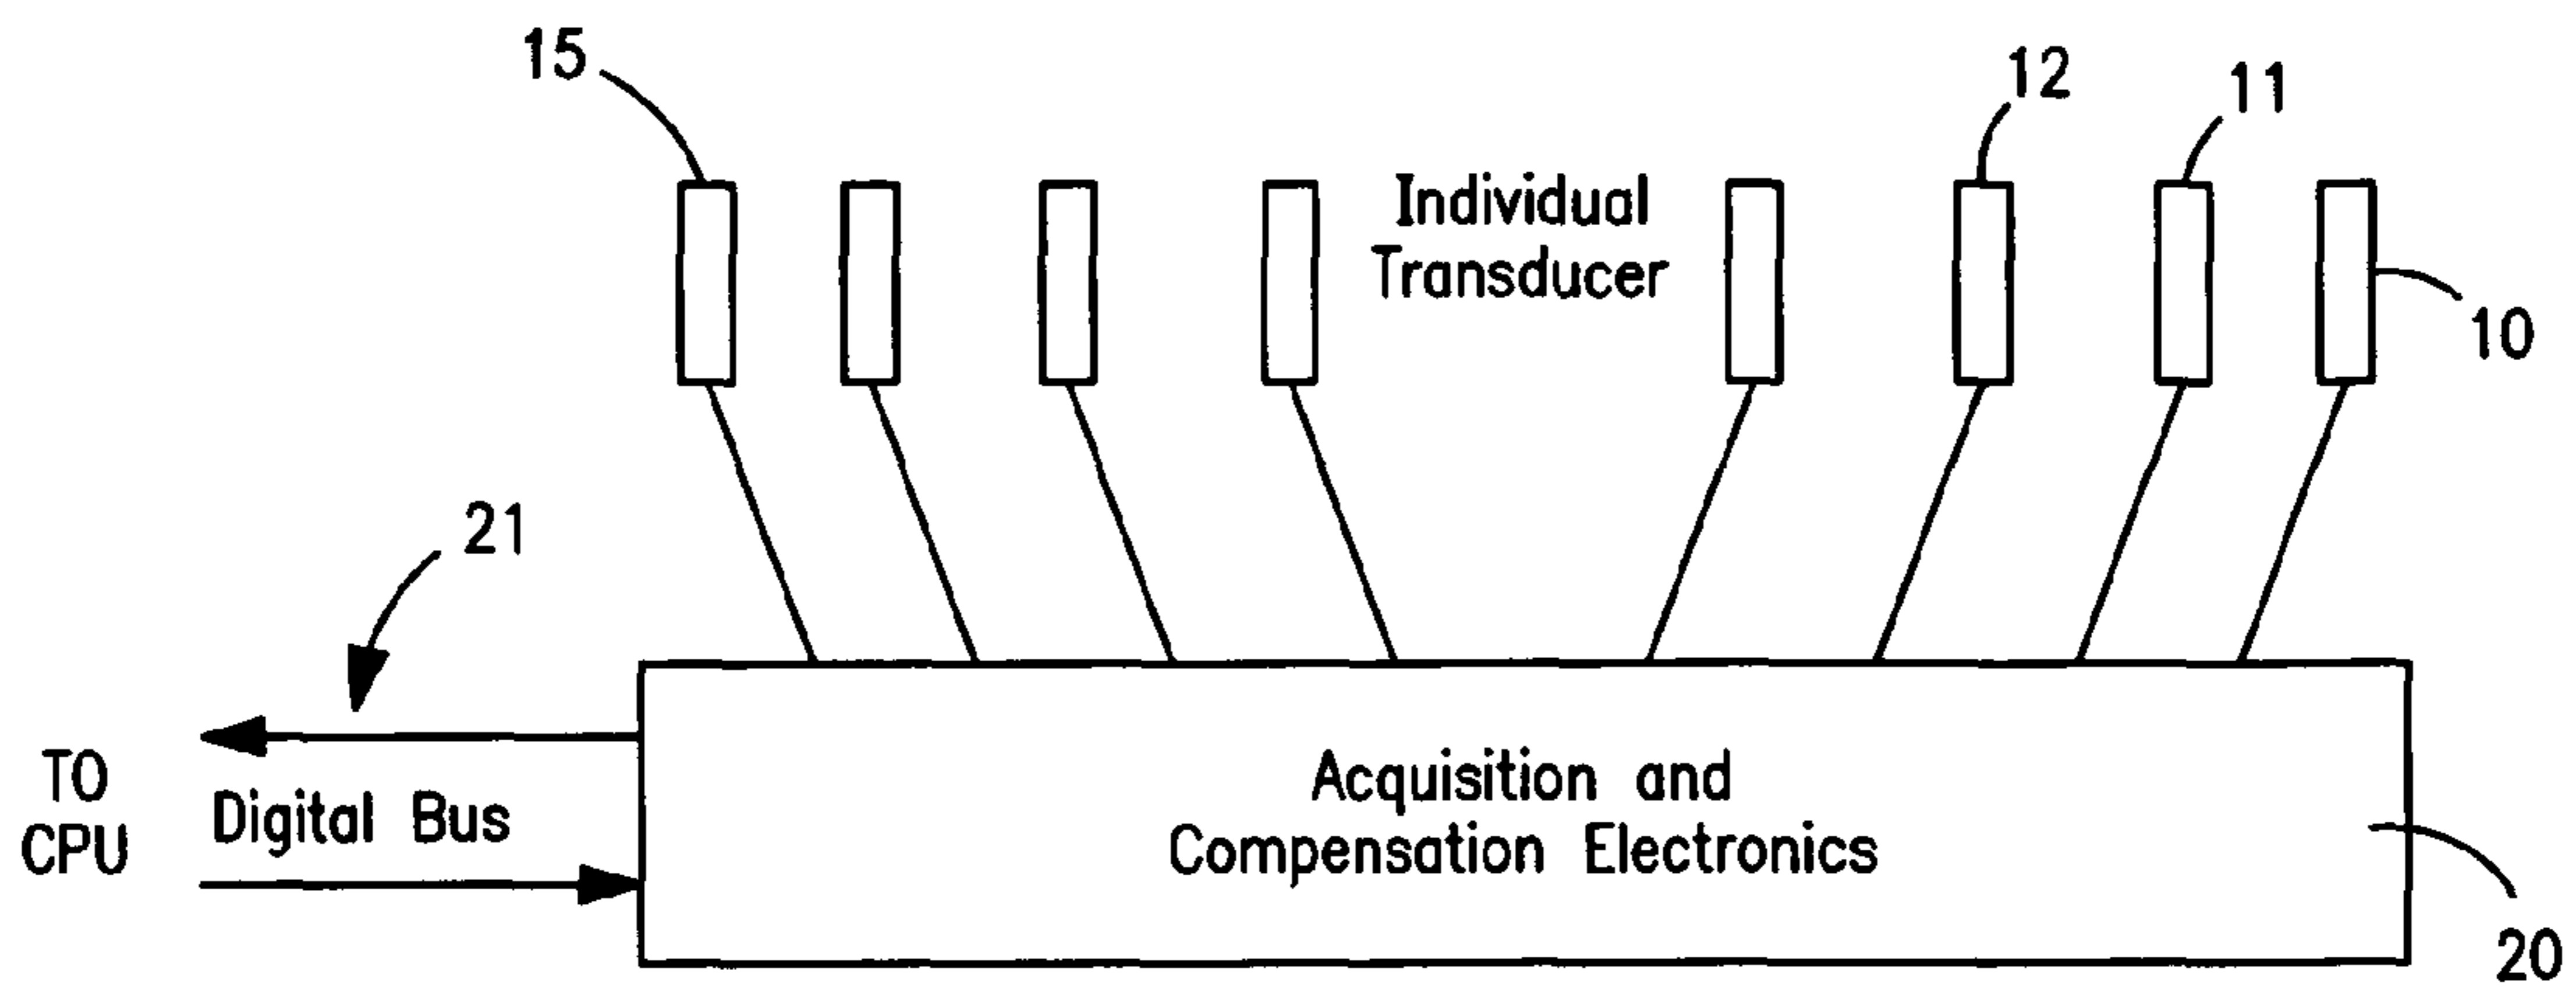 15
12
11
Individual
Transducer
10
21
TO
CPU
Digital Bus
Acquisition and
Compensation Electronics
20